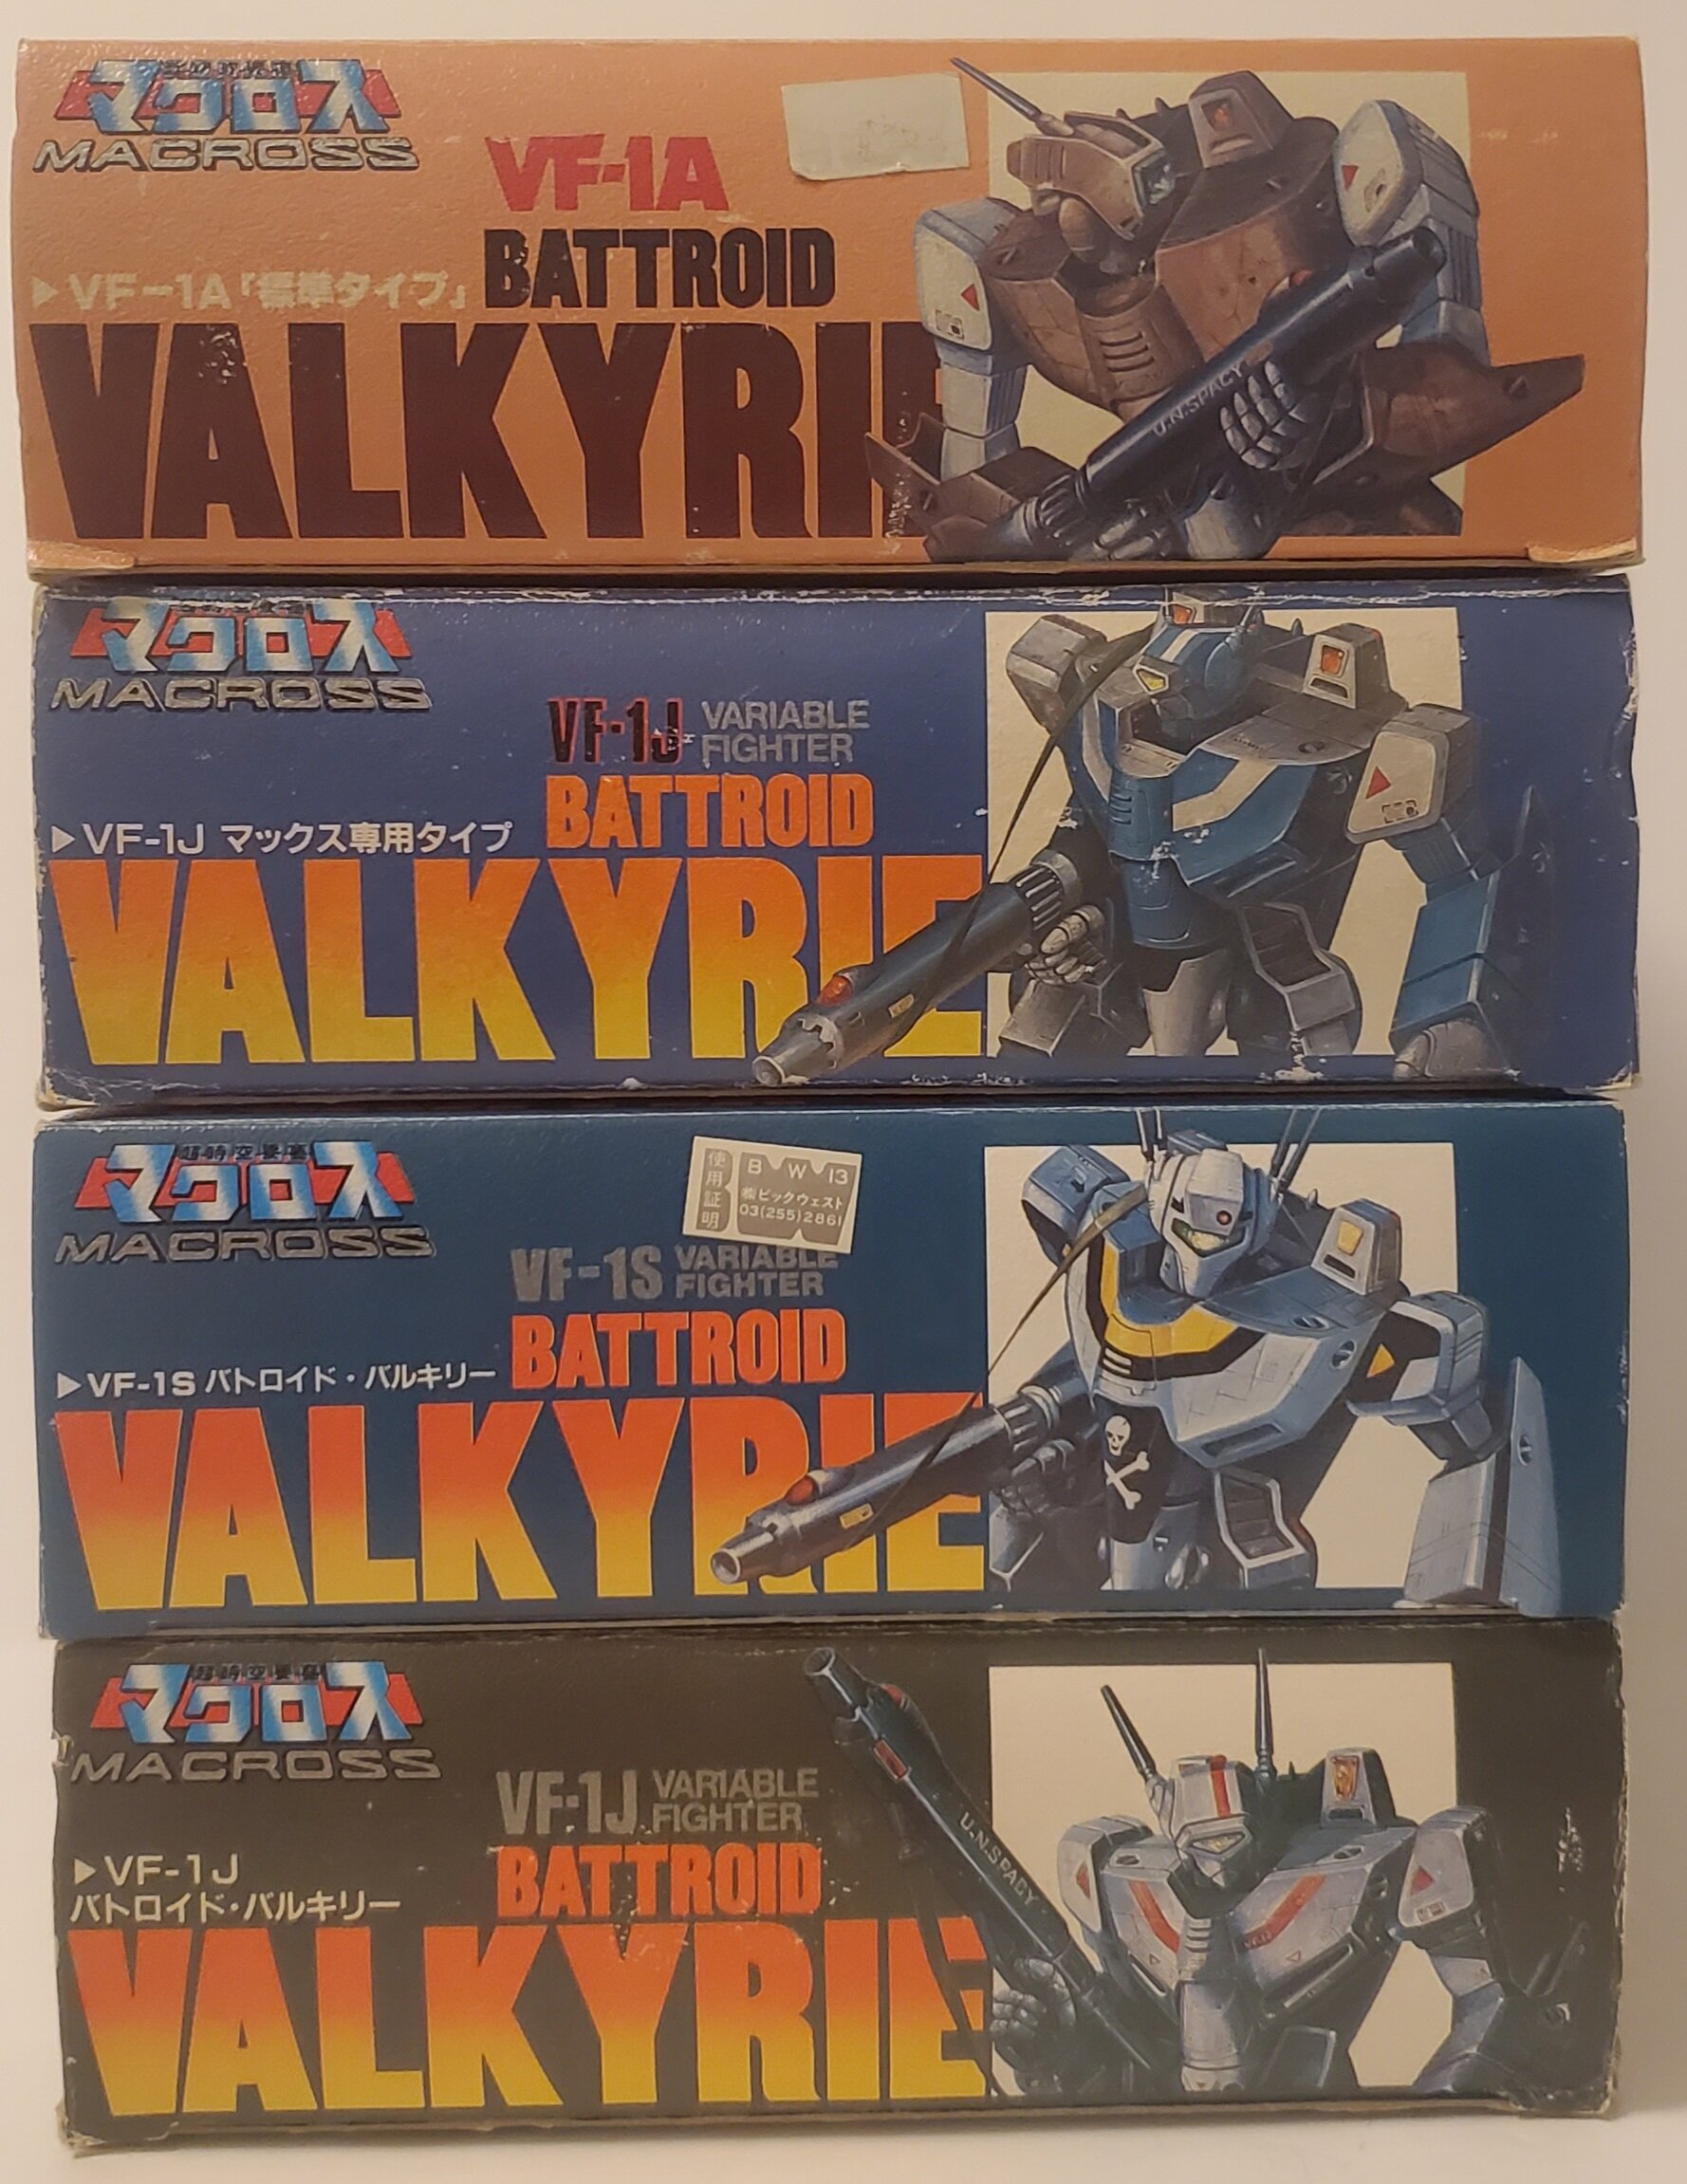 マクロス
MACROSS
VF-1A
BATTROID
▶VF-1A「標準タイプ」
VALKYRIE
U.N.SPACY
マクロス
MACROSS
VF-1J VARIABLE
FIGHTER
BATTROID
▶VF-1J マックス専用タイプ
VALKYRIE
超時空要塞
マクロス
MACROSS
使用証明
B W 13
㈱ビックウエスト
03(255)2861
VF-1S VARIABLE
FIGHTER
BATTROID
▶VF-1S バトロイド・バルキリー
VALKYRIE
超時空要塞
マクロス
MACROSS
VF-1J VARIABLE
FIGHTER
BATTROID
▶VF-1J
バトロイド・バルキリー
VALKYRIE
U.N.SPACY